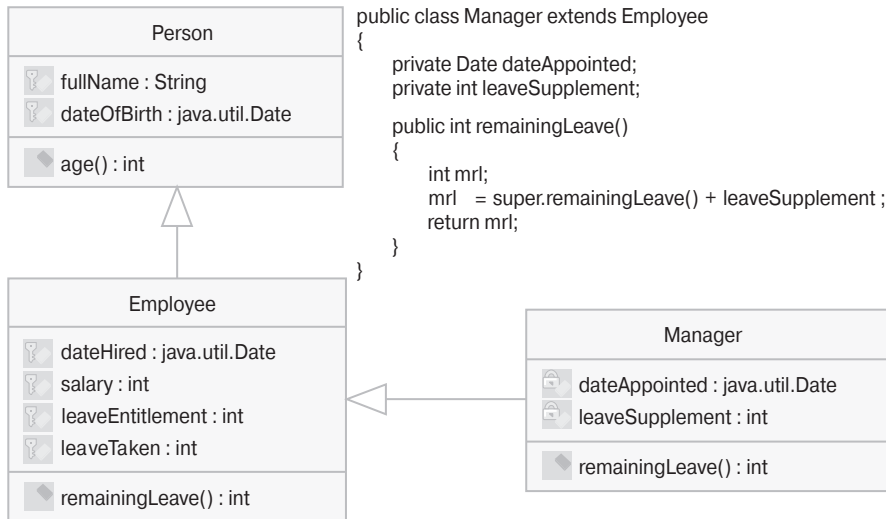 Person
fullName : String
dateOfBirth : java.util.Date
age() : int
public class Manager extends Employee
{
private Date dateAppointed;
private int leaveSupplement;
public int remainingLeave()
{
int mrl;
mrl = super.remainingLeave() + leaveSupplement ;
return mrl;
}
}
Employee
dateHired : java.util.Date
salary : int
leaveEntitlement : int
leaveTaken : int
remainingLeave() : int
Manager
dateAppointed : java.util.Date
leaveSupplement : int
remainingLeave() : int